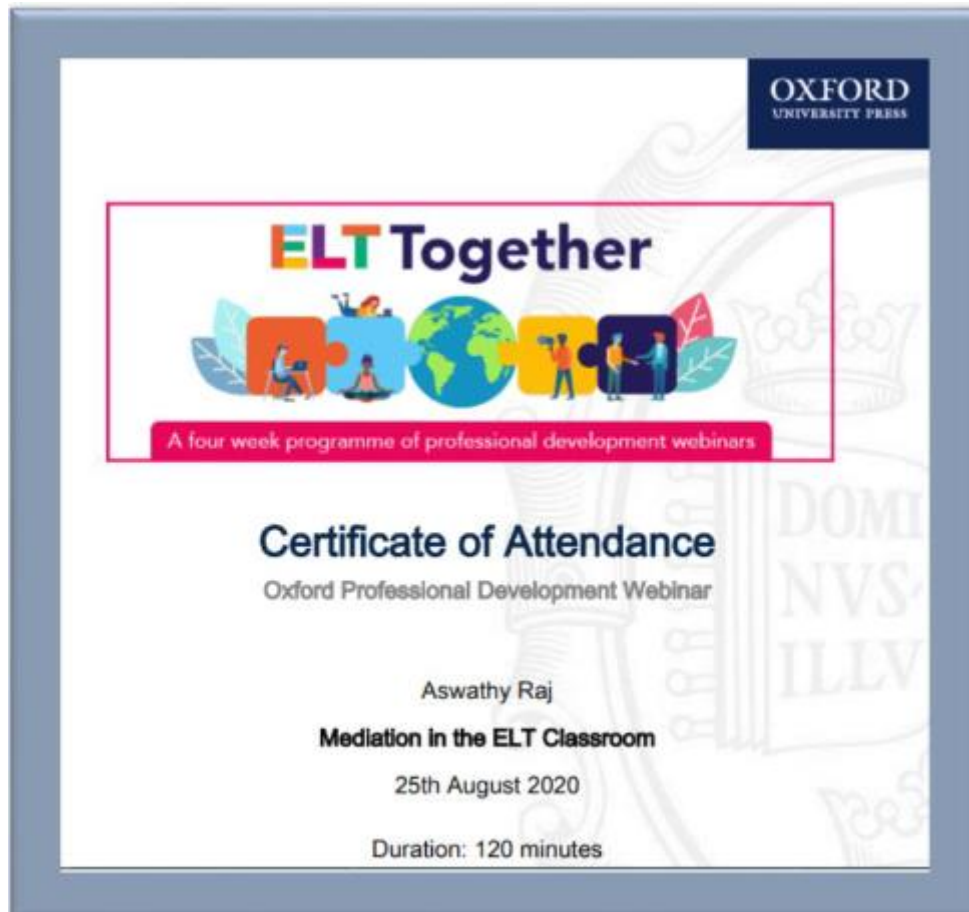 OXFORD
UNIVERSITY PRESS
ELT Together
A four week programme of professional development webinars
Certificate of Attendance
Oxford Professional Development Webinar
Aswathy Raj
Mediation in the ELT Classroom
25th August 2020
Duration: 120 minutes
DOMI
NVS
ILLV